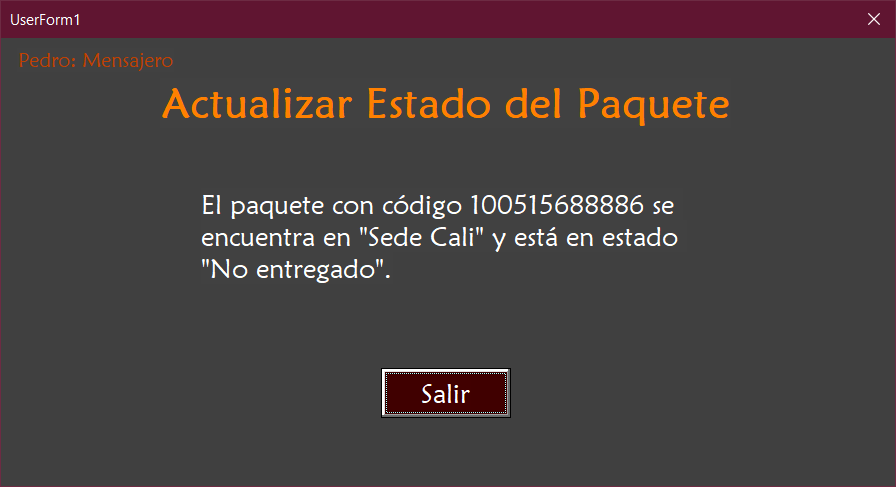 UserForm1
Pedro: Mensajero
Actualizar Estado del Paquete
El paquete con código 100515688886 se
encuentra en "Sede Cali" y está en estado
"No entregado".
Salir